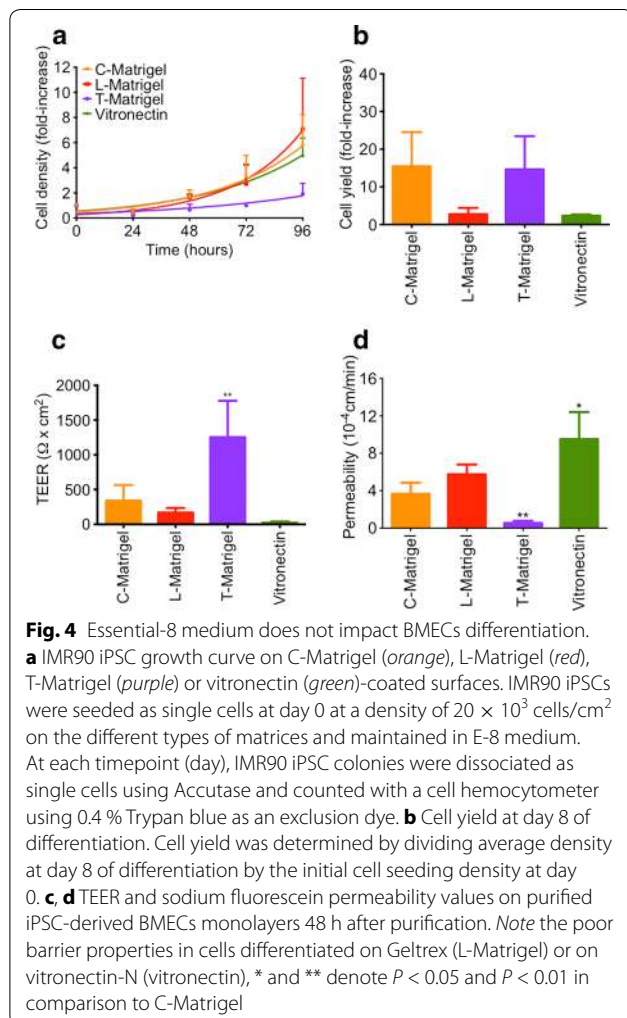 a
12
10
8
6
4
2
0
Cell density (fold-increase)
C-Matrigel
L-Matrigel
T-Matrigel
Vitronectin
0 24 48 72 96
Time (hours)
b
40
30
20
10
0
Cell yield (fold-increase)
C-Matrigel
L-Matrigel
T-Matrigel
Vitronectin
c
2000
1500
1000
500
0
TEER (Ω x cm²)
**
C-Matrigel
L-Matrigel
T-Matrigel
Vitronectin
d
16
12
8
4
0
Permeability (10⁻⁴cm/min)
**
*
C-Matrigel
L-Matrigel
T-Matrigel
Vitronectin
Fig. 4 Essential-8 medium does not impact BMECs differentiation.
a IMR90 iPSC growth curve on C-Matrigel (orange), L-Matrigel (red),
T-Matrigel (purple) or vitronectin (green)-coated surfaces. IMR90 iPSCs
were seeded as single cells at day 0 at a density of 20 × 10³ cells/cm²
on the different types of matrices and maintained in E-8 medium.
At each timepoint (day), IMR90 iPSC colonies were dissociated as
single cells using Accutase and counted with a cell hemocytometer
using 0.4 % Trypan blue as an exclusion dye. b Cell yield at day 8 of
differentiation. Cell yield was determined by dividing average density
at day 8 of differentiation by the initial cell seeding density at day
0. c, d TEER and sodium fluorescein permeability values on purified
iPSC-derived BMECs monolayers 48 h after purification. Note the poor
barrier properties in cells differentiated on Geltrex (L-Matrigel) or on
vitronectin-N (vitronectin), * and ** denote P < 0.05 and P < 0.01 in
comparison to C-Matrigel